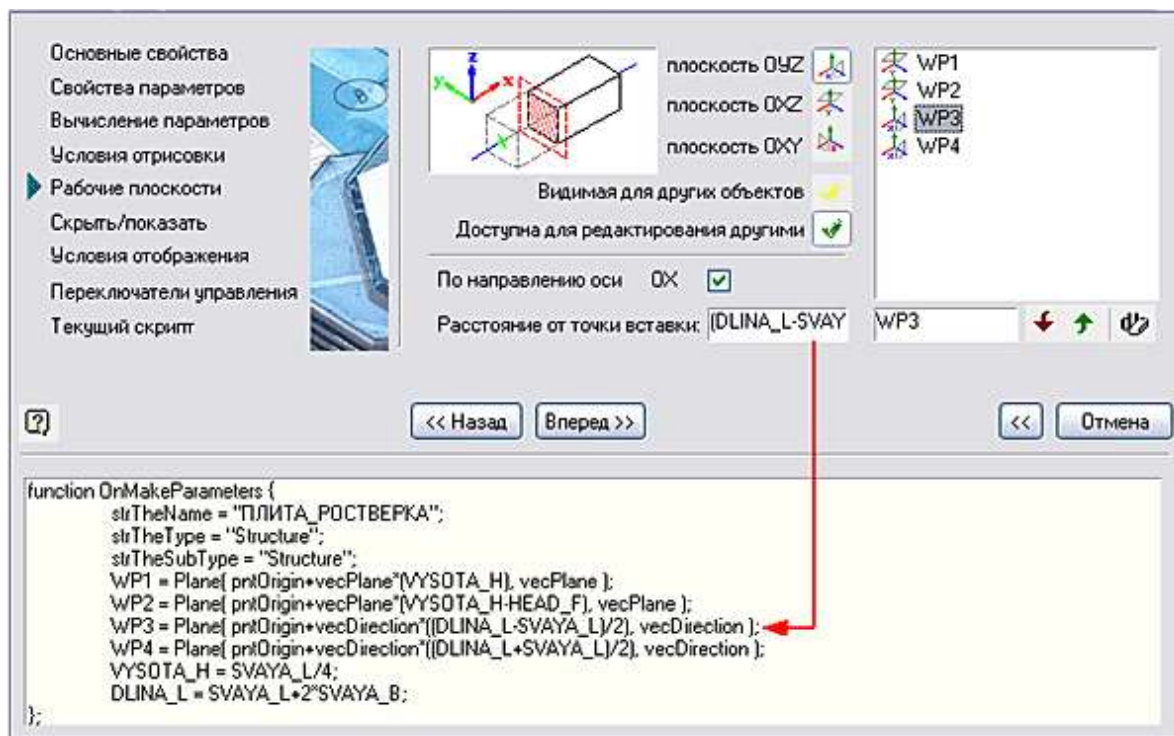 Основные свойства
Свойства параметров
Вычисление параметров
Условия отрисовки
Рабочие плоскости
Скрыть/показать
Условия отображения
Переключатели управления
Текущий скрипт
z
y
x
плоскость OYZ
плоскость OXZ
плоскость OXY
Видимая для других объектов
Доступна для редактирования другими
По направлению оси OX
Расстояние от точки вставки: (DLINA_L-SVAY
WP1
WP2
WP3
WP4
WP3
<< Назад
Вперед >>
<<
Отмена
function OnMakeParameters {
strTheName = "ПЛИТА_РОСТВЕРКА";
strTheType = "Structure";
strTheSubType = "Structure";
WP1 = Plane( pntOrigin+vecPlane*(VYSOTA_H), vecPlane );
WP2 = Plane( pntOrigin+vecPlane*(VYSOTA_H-HEAD_F), vecPlane );
WP3 = Plane( pntOrigin+vecDirection*((DLINA_L-SVAYA_L)/2), vecDirection );
WP4 = Plane( pntOrigin+vecDirection*((DLINA_L+SVAYA_L)/2), vecDirection );
VYSOTA_H = SVAYA_L/4;
DLINA_L = SVAYA_L+2*SVAYA_B;
};